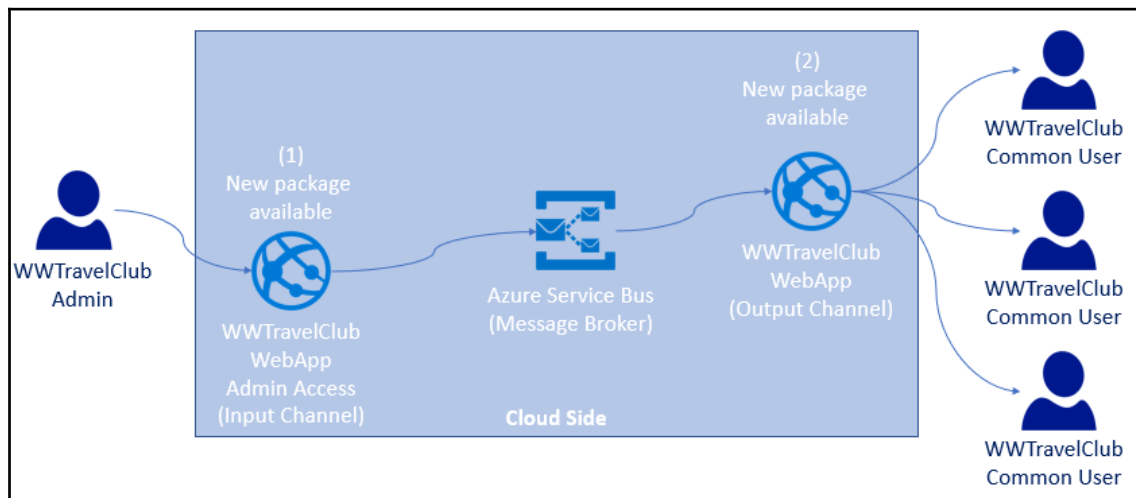 WWTravelClub
Admin
(1)
New package
available
WWTravelClub
WebApp
Admin Access
(Input Channel)
Azure Service Bus
(Message Broker)
(2)
New package
available
WWTravelClub
WebApp
(Output Channel)
Cloud Side
WWTravelClub
Common User
WWTravelClub
Common User
WWTravelClub
Common User